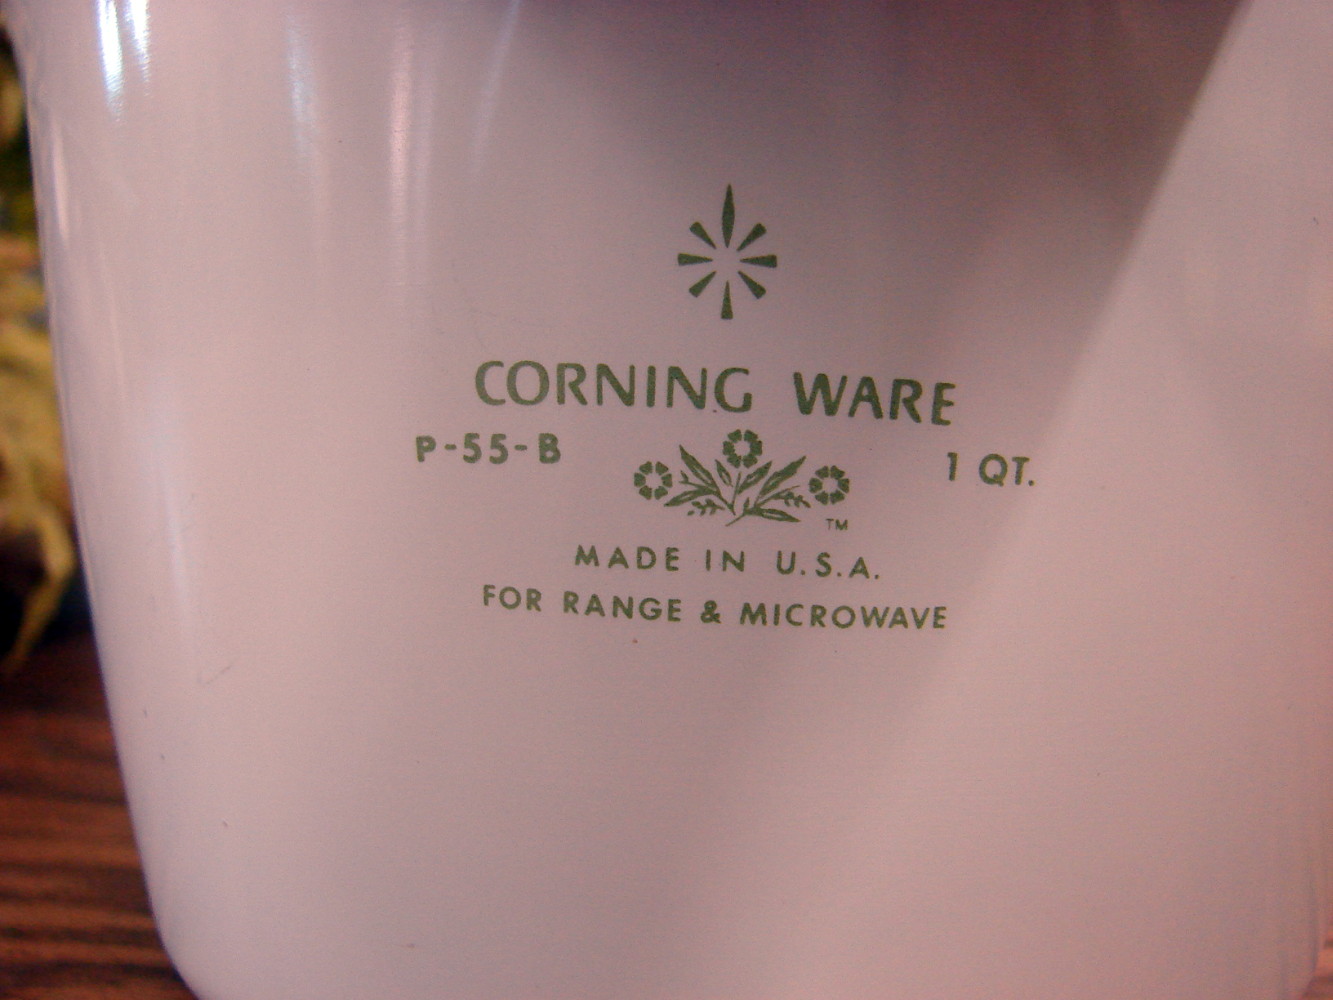 CORNING WARE
P-55-B 1 QT.
TM
MADE IN U.S.A.
FOR RANGE & MICROWAVE